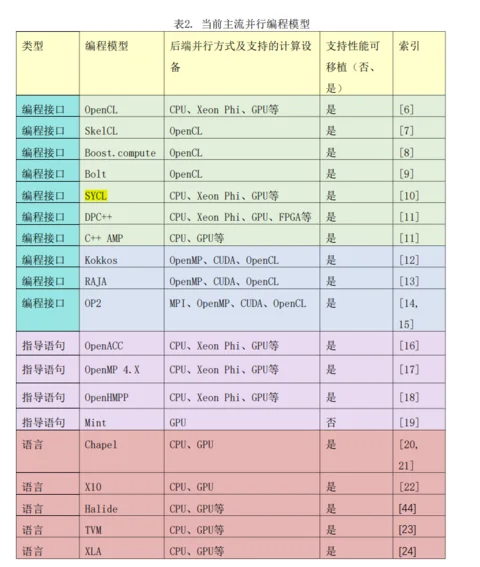 表2. 当前主流并行编程模型
类型 编程模型 后端并行方式及支持的计算设 支持性能可 索引
备 移植（否、
是）
编程接口 OpenCL CPU、Xeon Phi、GPU等 是 [6]
编程接口 SkelCL OpenCL 是 [7]
编程接口 Boost.compute OpenCL 是 [8]
编程接口 Bolt OpenCL 是 [9]
编程接口 SYCL CPU、Xeon Phi、GPU等 是 [10]
编程接口 DPC++ CPU、Xeon Phi、GPU、FPGA等 是 [11]
编程接口 C++ AMP CPU、GPU等 是 [11]
编程接口 Kokkos OpenMP、CUDA、OpenCL 是 [12]
编程接口 RAJA OpenMP、CUDA、OpenCL 是 [13]
编程接口 OP2 MPI、OpenMP、CUDA、OpenCL 是 [14,
15]
指导语句 OpenACC CPU、Xeon Phi、GPU等 是 [16]
指导语句 OpenMP 4.X CPU、Xeon Phi、GPU等 是 [17]
指导语句 OpenHMPP CPU、Xeon Phi、GPU等 是 [18]
指导语句 Mint GPU 否 [19]
语言 Chapel CPU、GPU 是 [20,
21]
语言 X10 CPU、GPU 是 [22]
语言 Halide CPU、GPU等 是 [44]
语言 TVM CPU、GPU等 是 [23]
语言 XLA CPU、GPU等 是 [24]